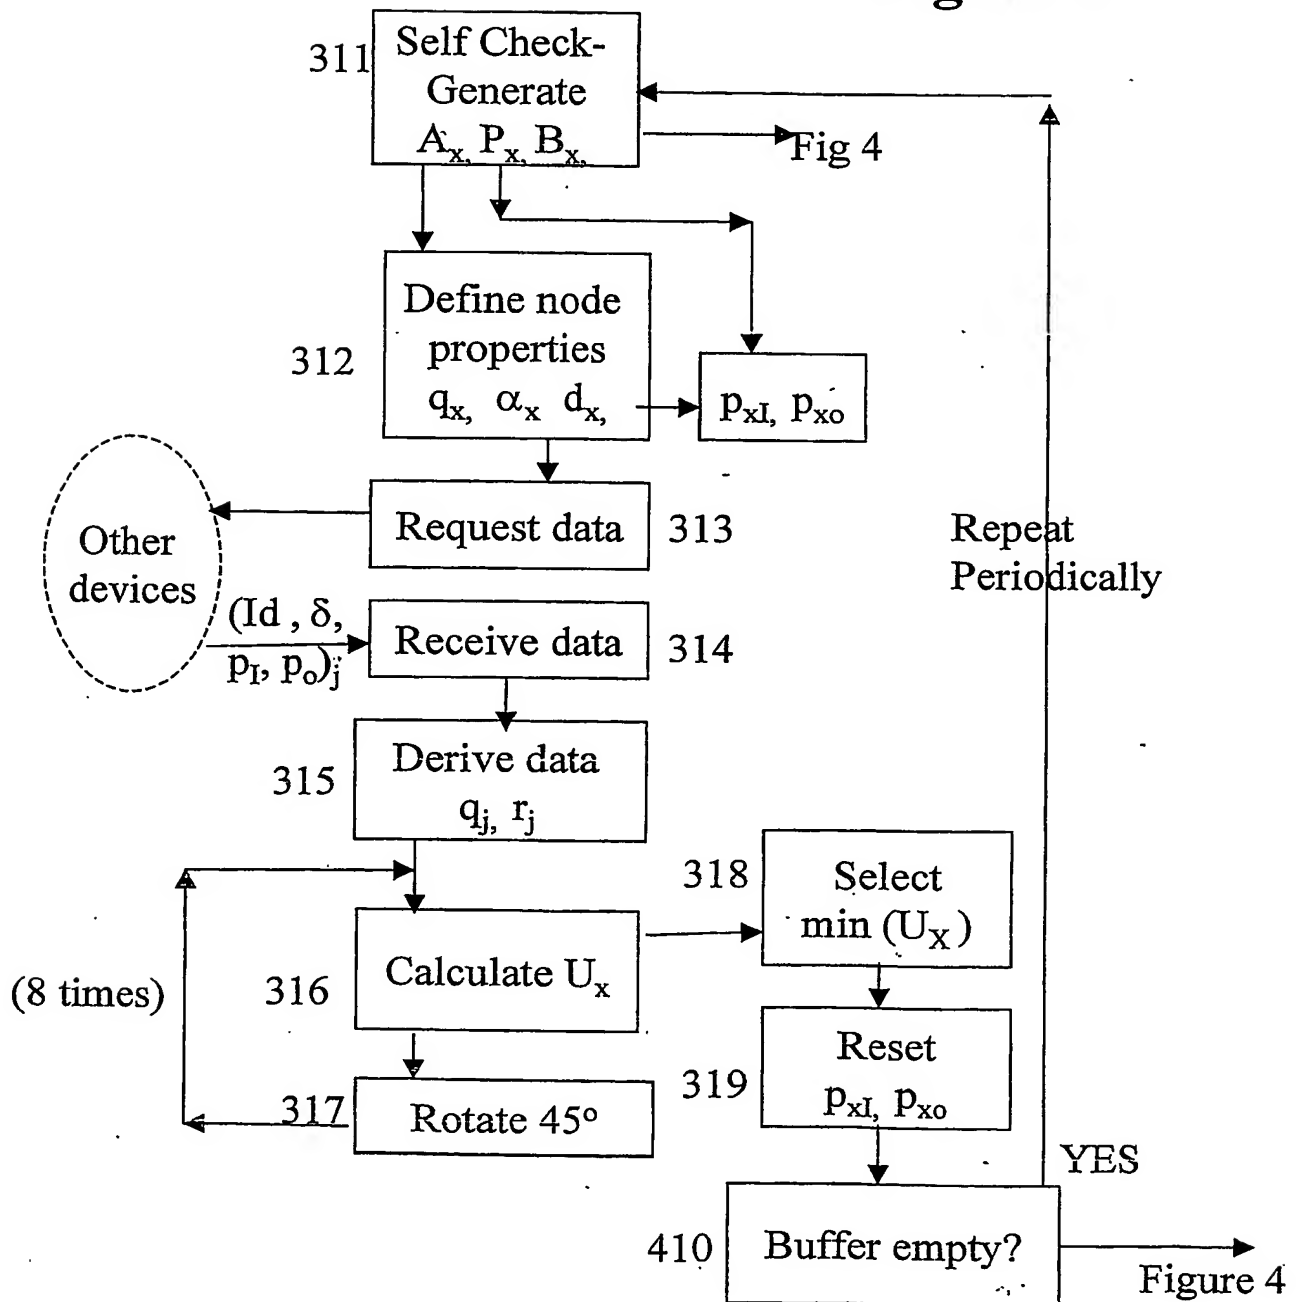 311
Self Check-
Generate
Aₓ, Pₓ, Bₓ,
Fig 4
312
Define node
properties
qₓ, αₓ dₓ,
pₓI, pₓo
Other
devices
Request data
313
Repeat
Periodically
(Id , δ,
pI, po)j
Receive data
314
315
Derive data
qj, rj
(8 times)
316
Calculate Uₓ
318
Select
min (UX)
317
Rotate 45º
319
Reset
pₓI, pₓo
YES
410
Buffer empty?
Figure 4